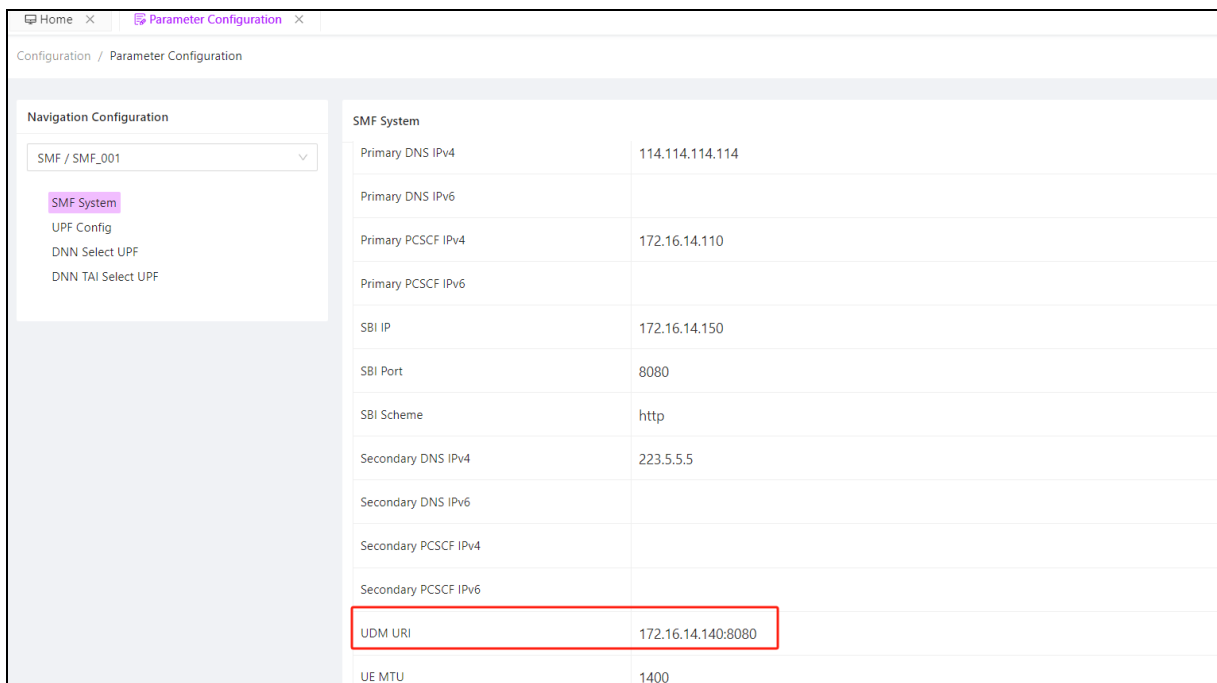 Home
Parameter Configuration
Configuration / Parameter Configuration
Navigation Configuration
SMF / SMF_001
SMF System
UPF Config
DNN Select UPF
DNN TAI Select UPF
SMF System
Primary DNS IPv4 114.114.114.114
Primary DNS IPv6
Primary PCSCF IPv4 172.16.14.110
Primary PCSCF IPv6
SBI IP 172.16.14.150
SBI Port 8080
SBI Scheme http
Secondary DNS IPv4 223.5.5.5
Secondary DNS IPv6
Secondary PCSCF IPv4
Secondary PCSCF IPv6
UDM URI 172.16.14.140:8080
UE MTU 1400